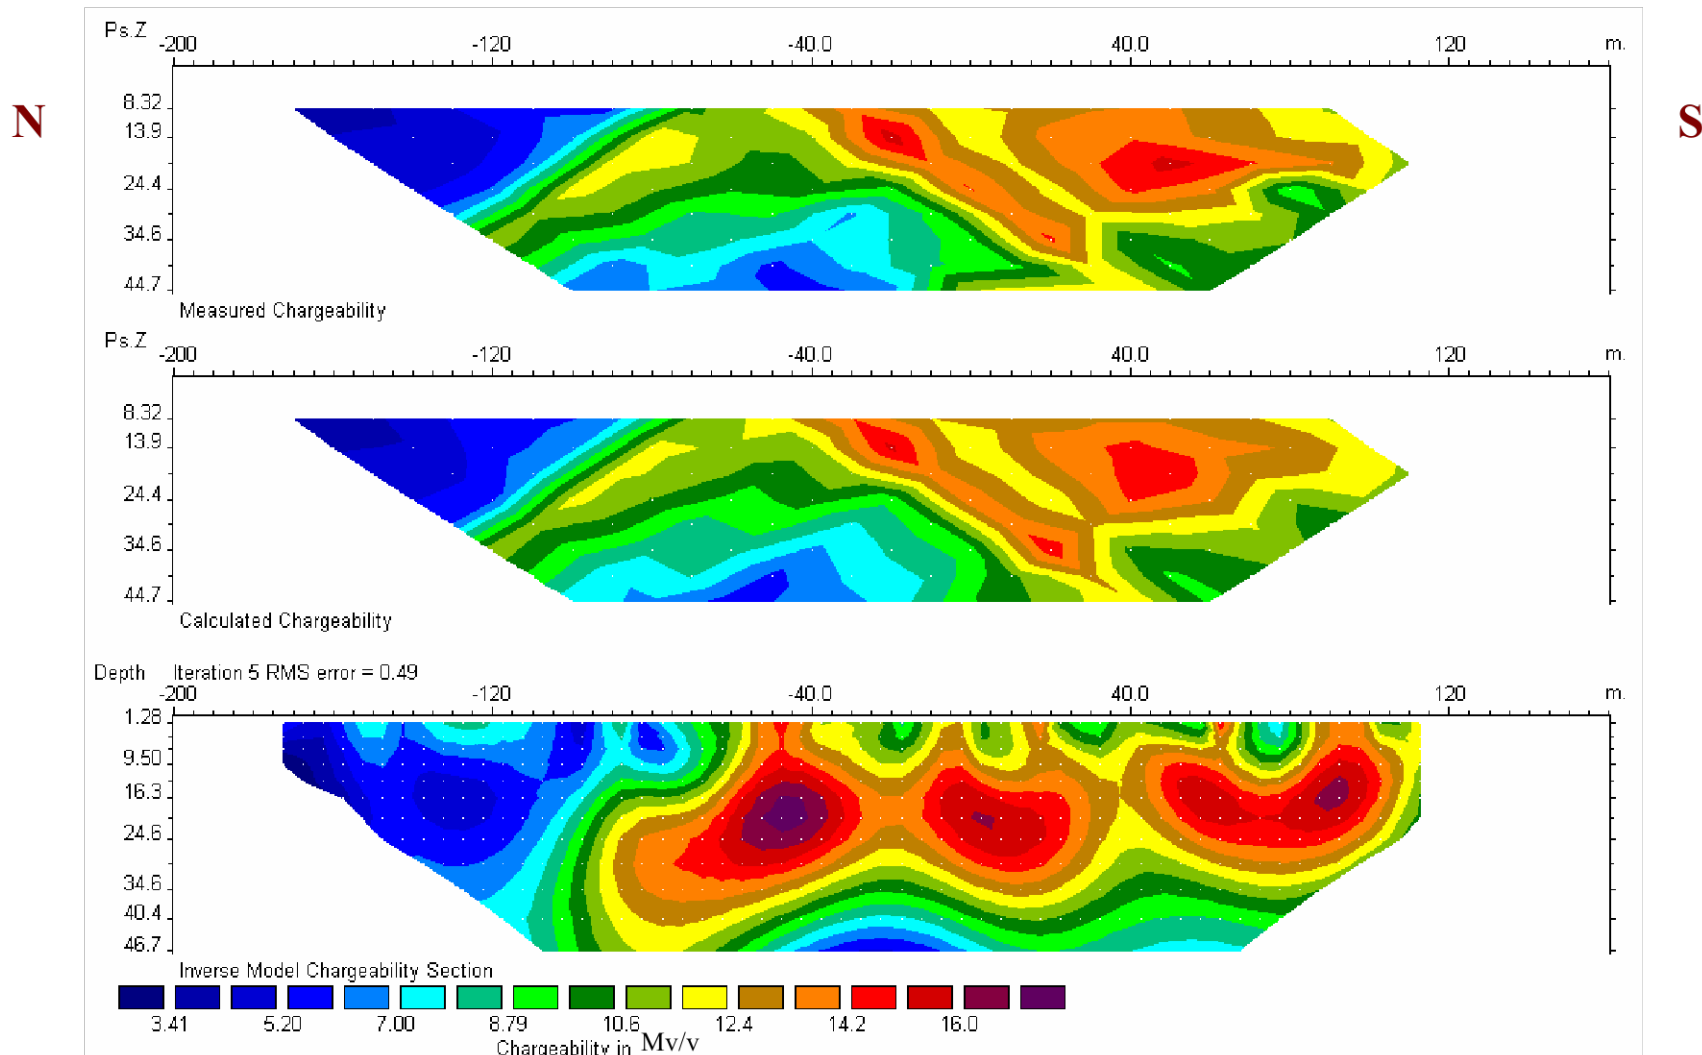 Ps.Z
-200 -120 -40.0 40.0 120 m.
N
S
8.32
13.9
24.4
34.6
44.7
Measured Chargeability
Ps.Z
-200 -120 -40.0 40.0 120 m.
8.32
13.9
24.4
34.6
44.7
Calculated Chargeability
Depth Iteration 5 RMS error = 0.49
-200 -120 -40.0 40.0 120 m.
1.28
9.50
16.3
24.6
34.6
40.4
46.7
Inverse Model Chargeability Section
3.41 5.20 7.00 8.79 10.6 12.4 14.2 16.0
Chargeability in Mv/v